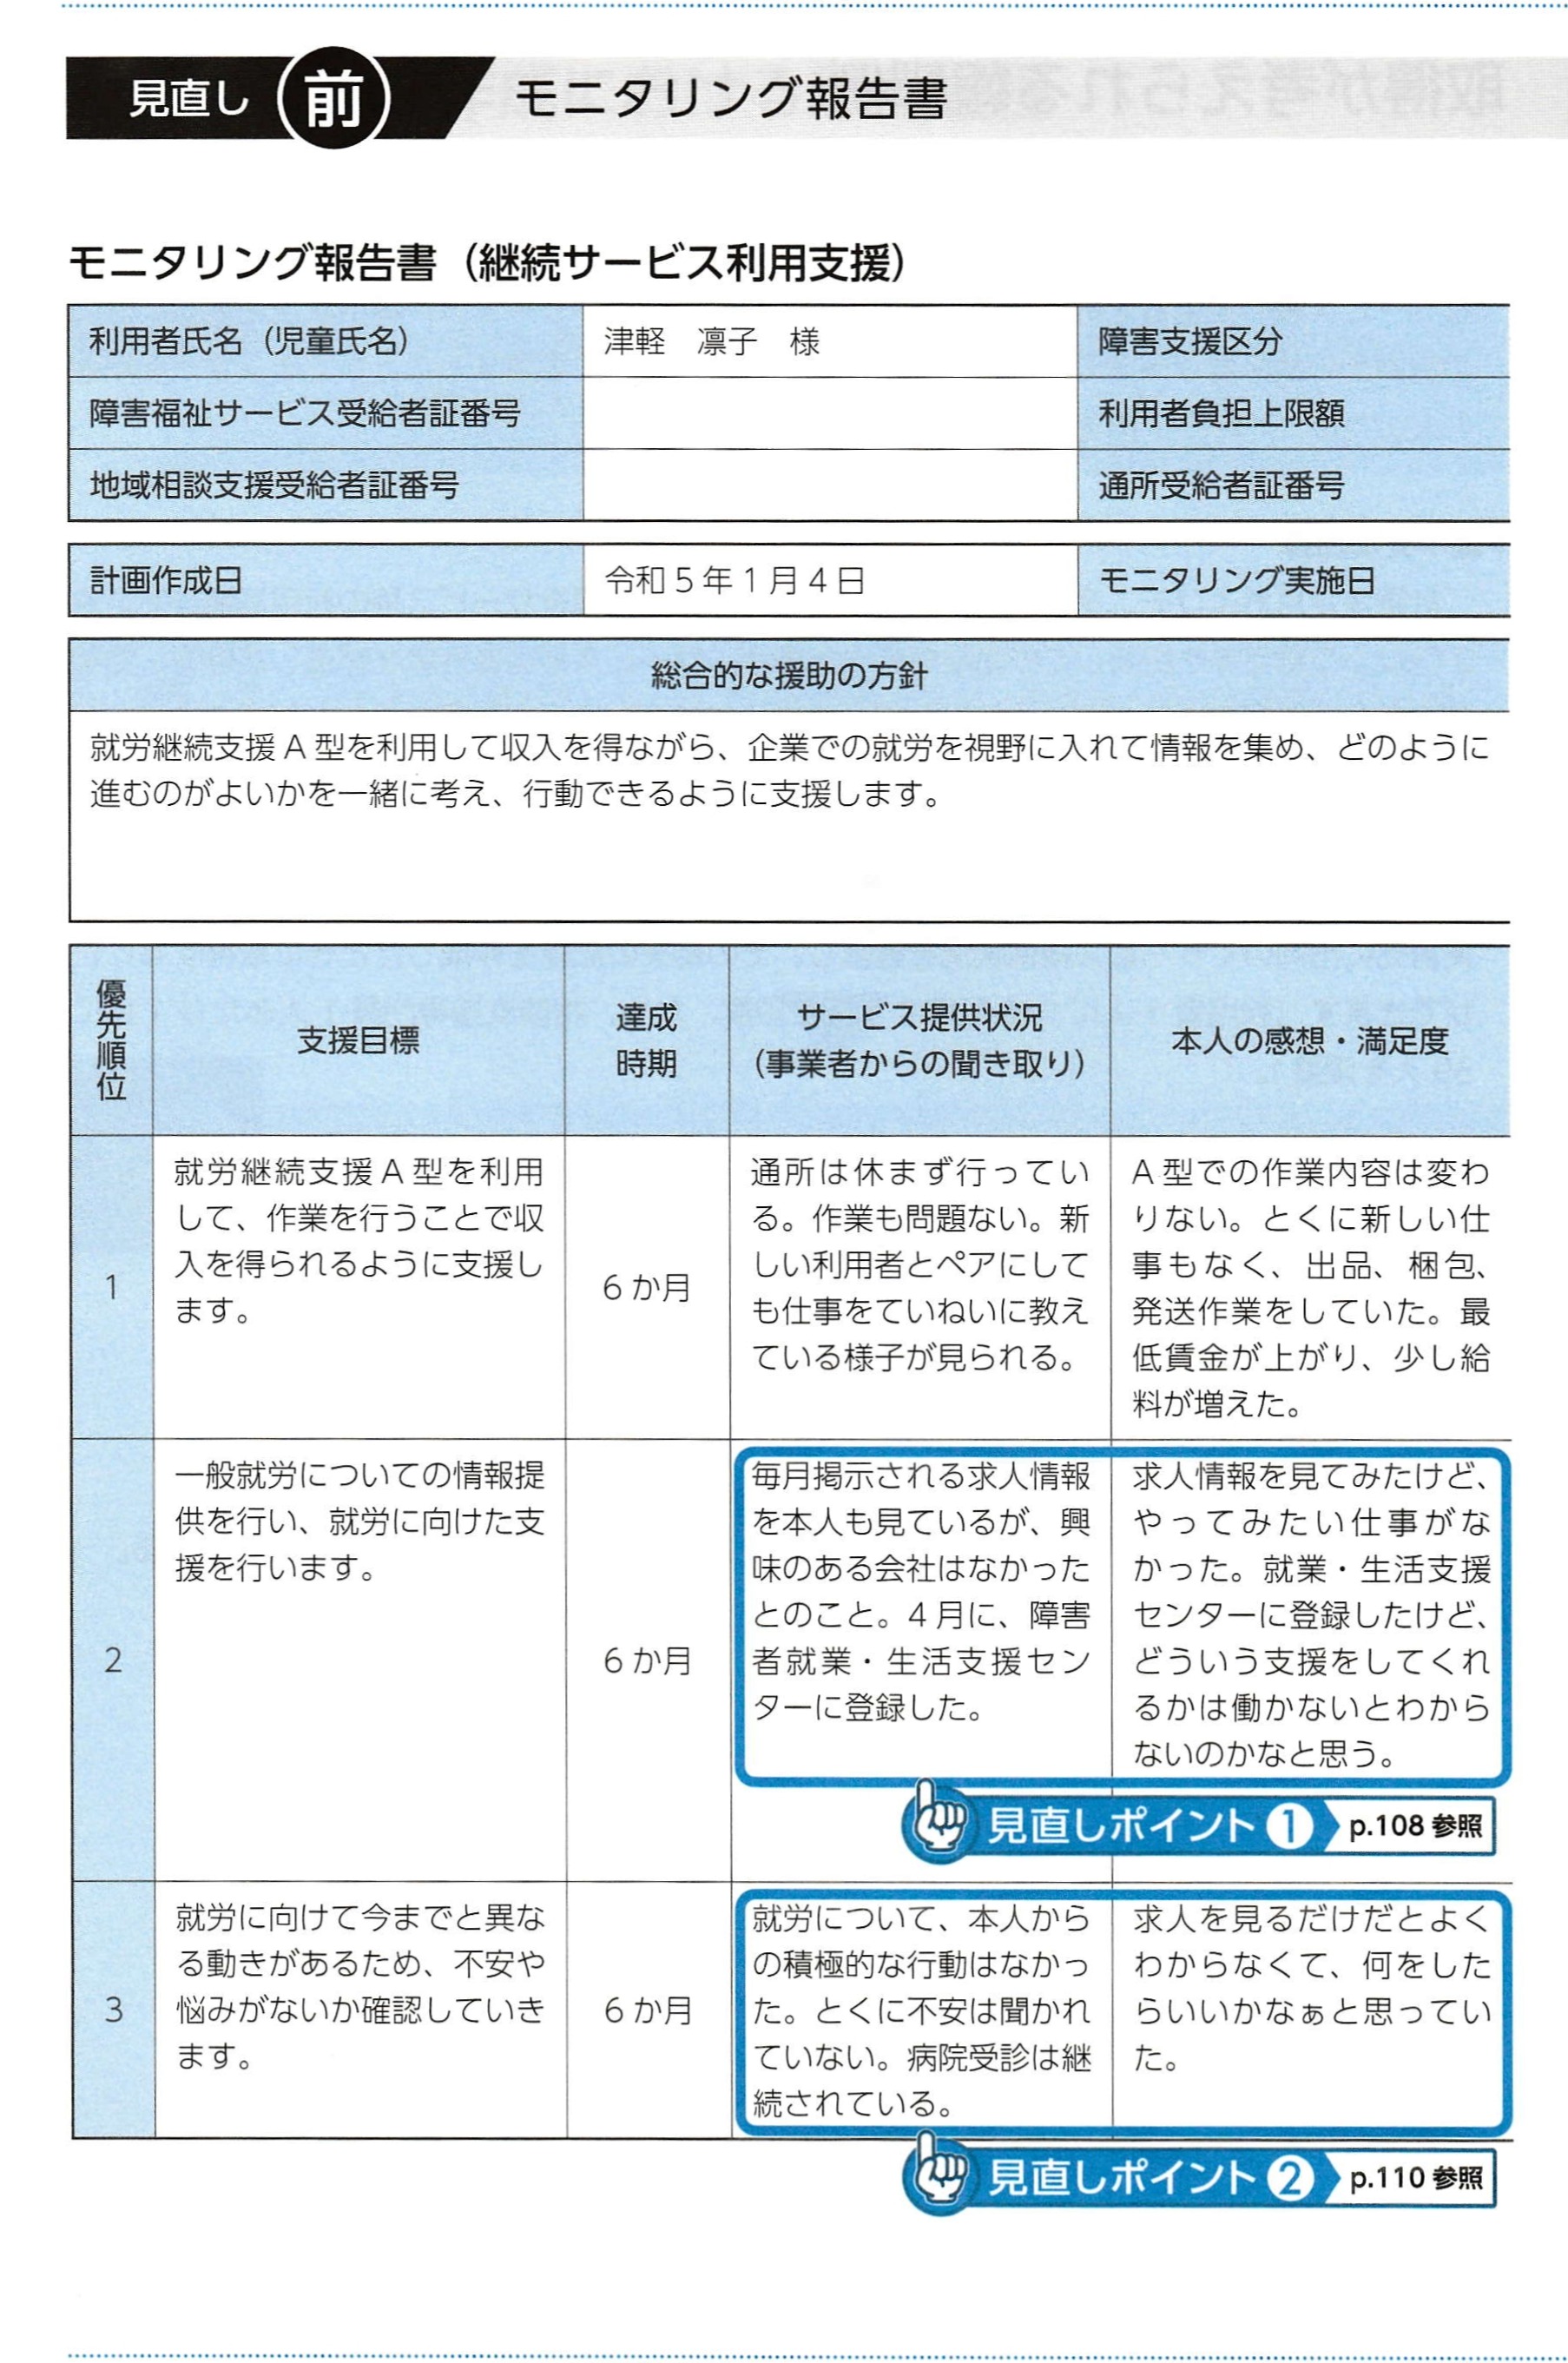 見直し 前 モニタリング報告書
モニタリング報告書（継続サービス利用支援）
利用者氏名（児童氏名） 津軽　凛子　様 障害支援区分
障害福祉サービス受給者証番号 利用者負担上限額
地域相談支援受給者証番号 通所受給者証番号
計画作成日 令和５年１月４日 モニタリング実施日
総合的な援助の方針
就労継続支援 A 型を利用して収入を得ながら、企業での就労を視野に入れて情報を集め、どのように
進むのがよいかを一緒に考え、行動できるように支援します。
優先順位
支援目標
達成
時期
サービス提供状況
（事業者からの聞き取り）
本人の感想・満足度
1
就労継続支援 A 型を利用
して、作業を行うことで収
入を得られるように支援し
ます。
６か月
通所は休まず行ってい
る。作業も問題ない。新
しい利用者とペアにして
も仕事をていねいに教え
ている様子が見られる。
A 型での作業内容は変わ
りない。とくに新しい仕
事もなく、出品、梱包、
発送作業をしていた。最
低賃金が上がり、少し給
料が増えた。
2
一般就労についての情報提
供を行い、就労に向けた支
援を行います。
６か月
毎月掲示される求人情報
を本人も見ているが、興
味のある会社はなかった
とのこと。４月に、障害
者就業・生活支援セン
ターに登録した。
求人情報を見てみたけど、
やってみたい仕事がな
かった。就業・生活支援
センターに登録したけど、
どういう支援をしてくれ
るかは働かないとわから
ないのかなと思う。
見直しポイント 1 p.108 参照
3
就労に向けて今までと異な
る動きがあるため、不安や
悩みがないか確認していき
ます。
６か月
就労について、本人から
の積極的な行動はなかっ
た。とくに不安は聞かれ
ていない。病院受診は継
続されている。
求人を見るだけだとよく
わからなくて、何をした
らいいかなぁと思ってい
た。
見直しポイント 2 p.110 参照